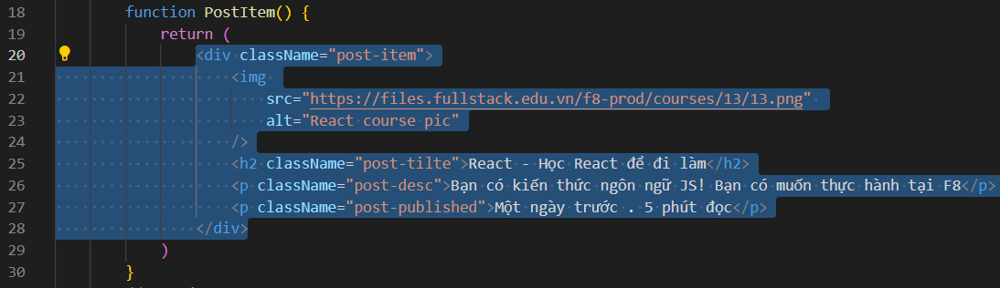 18 function PostItem() {
19 return (
20 <div className="post-item">
21 <img
22 src="https://files.fullstack.edu.vn/f8-prod/courses/13/13.png"
23 alt="React course pic"
24 />
25 <h2 className="post-tilte">React - Học React để đi làm</h2>
26 <p className="post-desc">Bạn có kiến thức ngôn ngữ JS! Bạn có muốn thực hành tại F8</p>
27 <p className="post-published">Một ngày trước . 5 phút đọc</p>
28 </div>
29 )
30 }